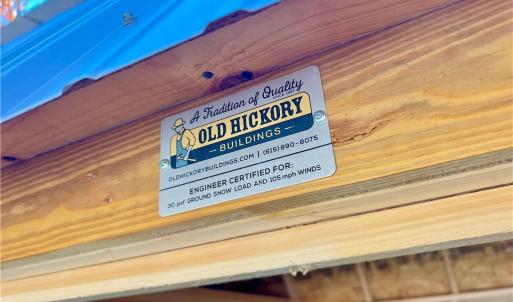 A Tradition of Quality
OLD HICKORY
BUILDINGS
OLDHICKORYBUILDINGS.COM | (615)890-8075
ENGINEER CERTIFIED FOR:
30 psf GROUND SNOW LOAD AND 105 mph WINDS